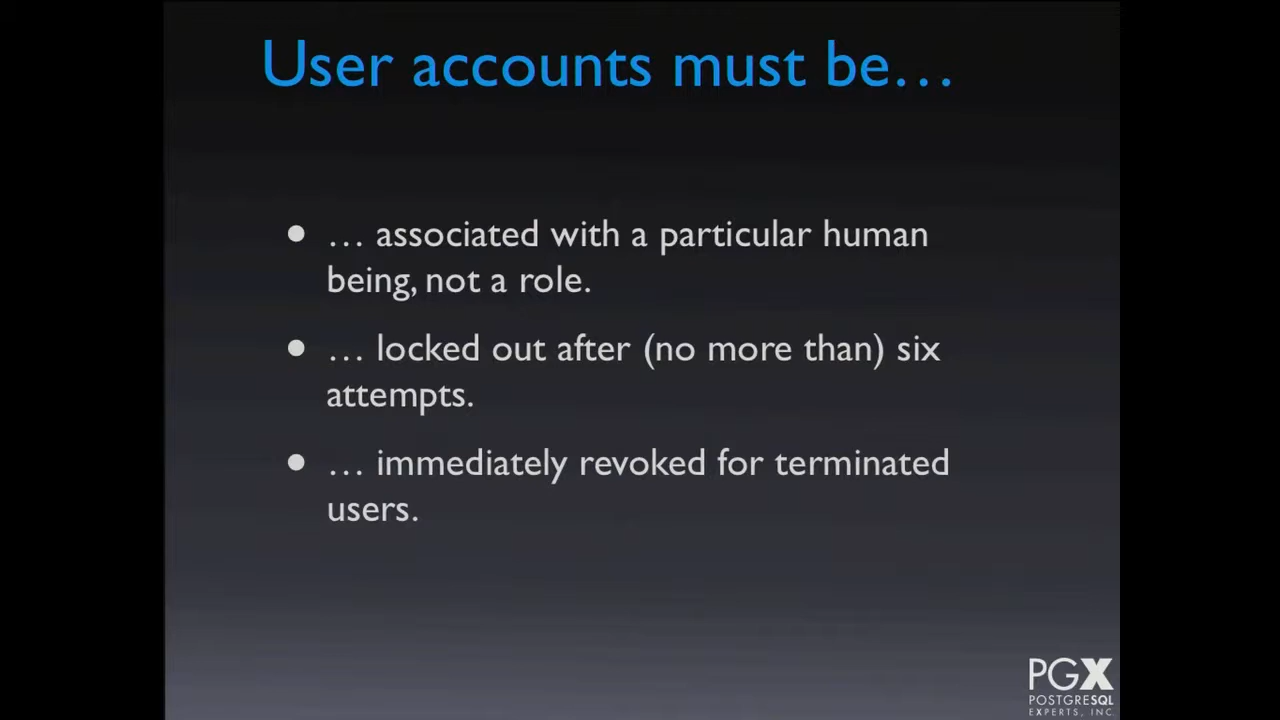 User accounts must be…
• … associated with a particular human
being, not a role.
• … locked out after (no more than) six
attempts.
• … immediately revoked for terminated
users.
PGX
POSTGRESQL
EXPERTS, INC.